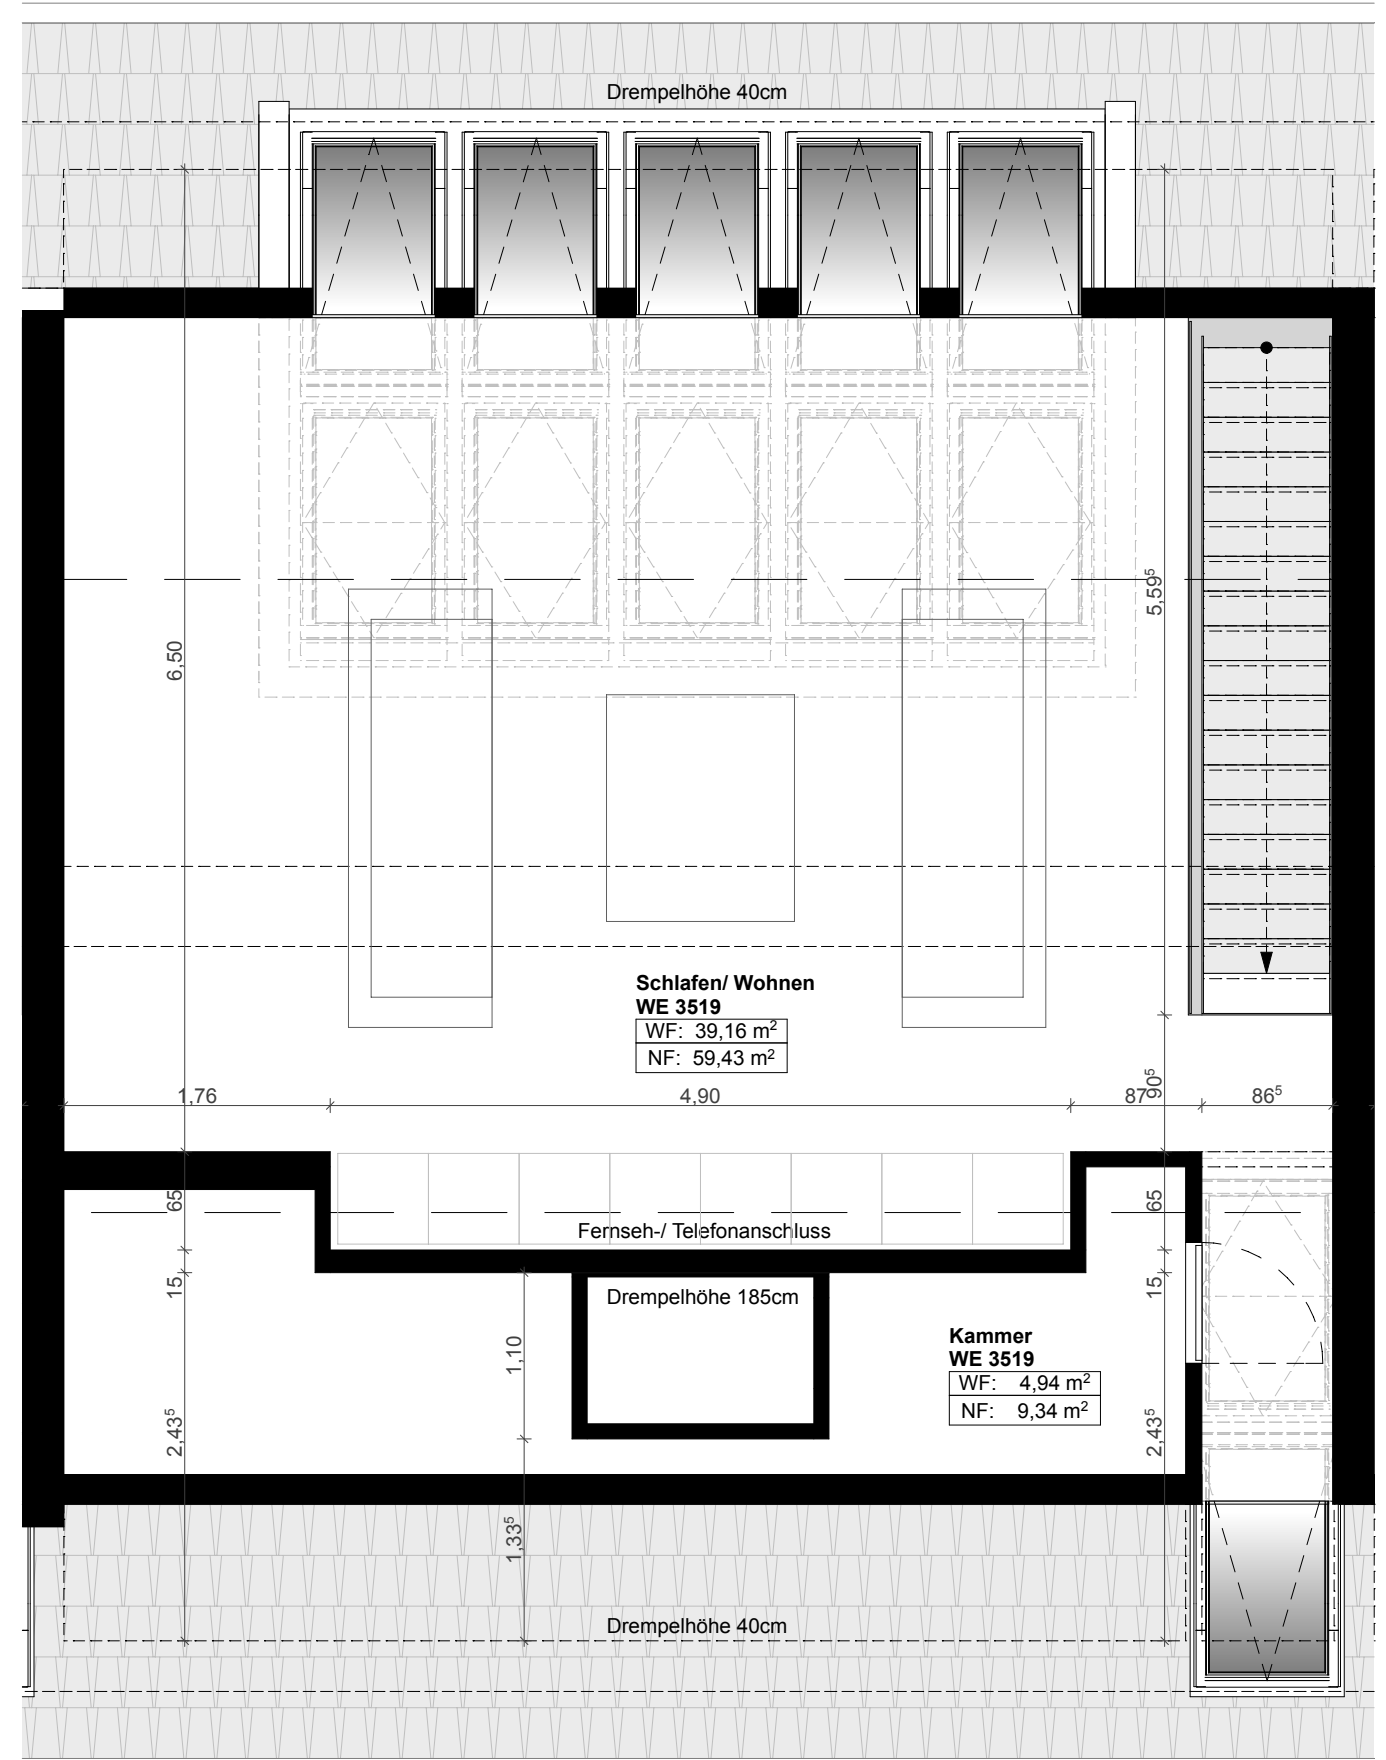 Drempelhöhe 40cm
5,59⁵
6,50
Schlafen/ Wohnen
WE 3519
WF: 39,16 m²
NF: 59,43 m²
1,76
4,90
87
90⁵
86⁵
65
65
Fernseh-/ Telefonanschluss
15
Drempelhöhe 185cm
15
1,10
Kammer
WE 3519
WF: 4,94 m²
NF: 9,34 m²
2,43⁵
2,43⁵
1,33⁵
Drempelhöhe 40cm